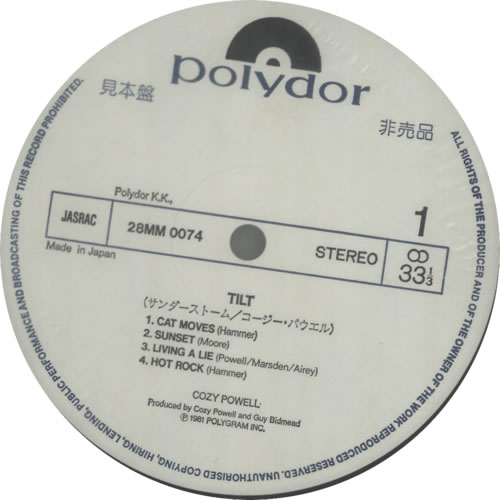 polydor
見本盤
非売品
Polydor K.K.,
JASRAC
28MM 0074
STEREO
1
33 1/3
Made in Japan
TILT
(サンダーストーム/コージー・パウエル)
1. CAT MOVES (Hammer)
2. SUNSET (Moore)
3. LIVING A LIE (Powell/Marsden/Airey)
4. HOT ROCK (Hammer)
COZY POWELL
Produced by Cozy Powell and Guy Bidmead
Ⓟ 1981 POLYGRAM INC.
ALL RIGHTS OF THE PRODUCER AND OF THE OWNER OF THE WORK REPRODUCED RESERVED. UNAUTHORISED COPYING, HIRING, LENDING, PUBLIC PERFORMANCE AND BROADCASTING OF THIS RECORD PROHIBITED.